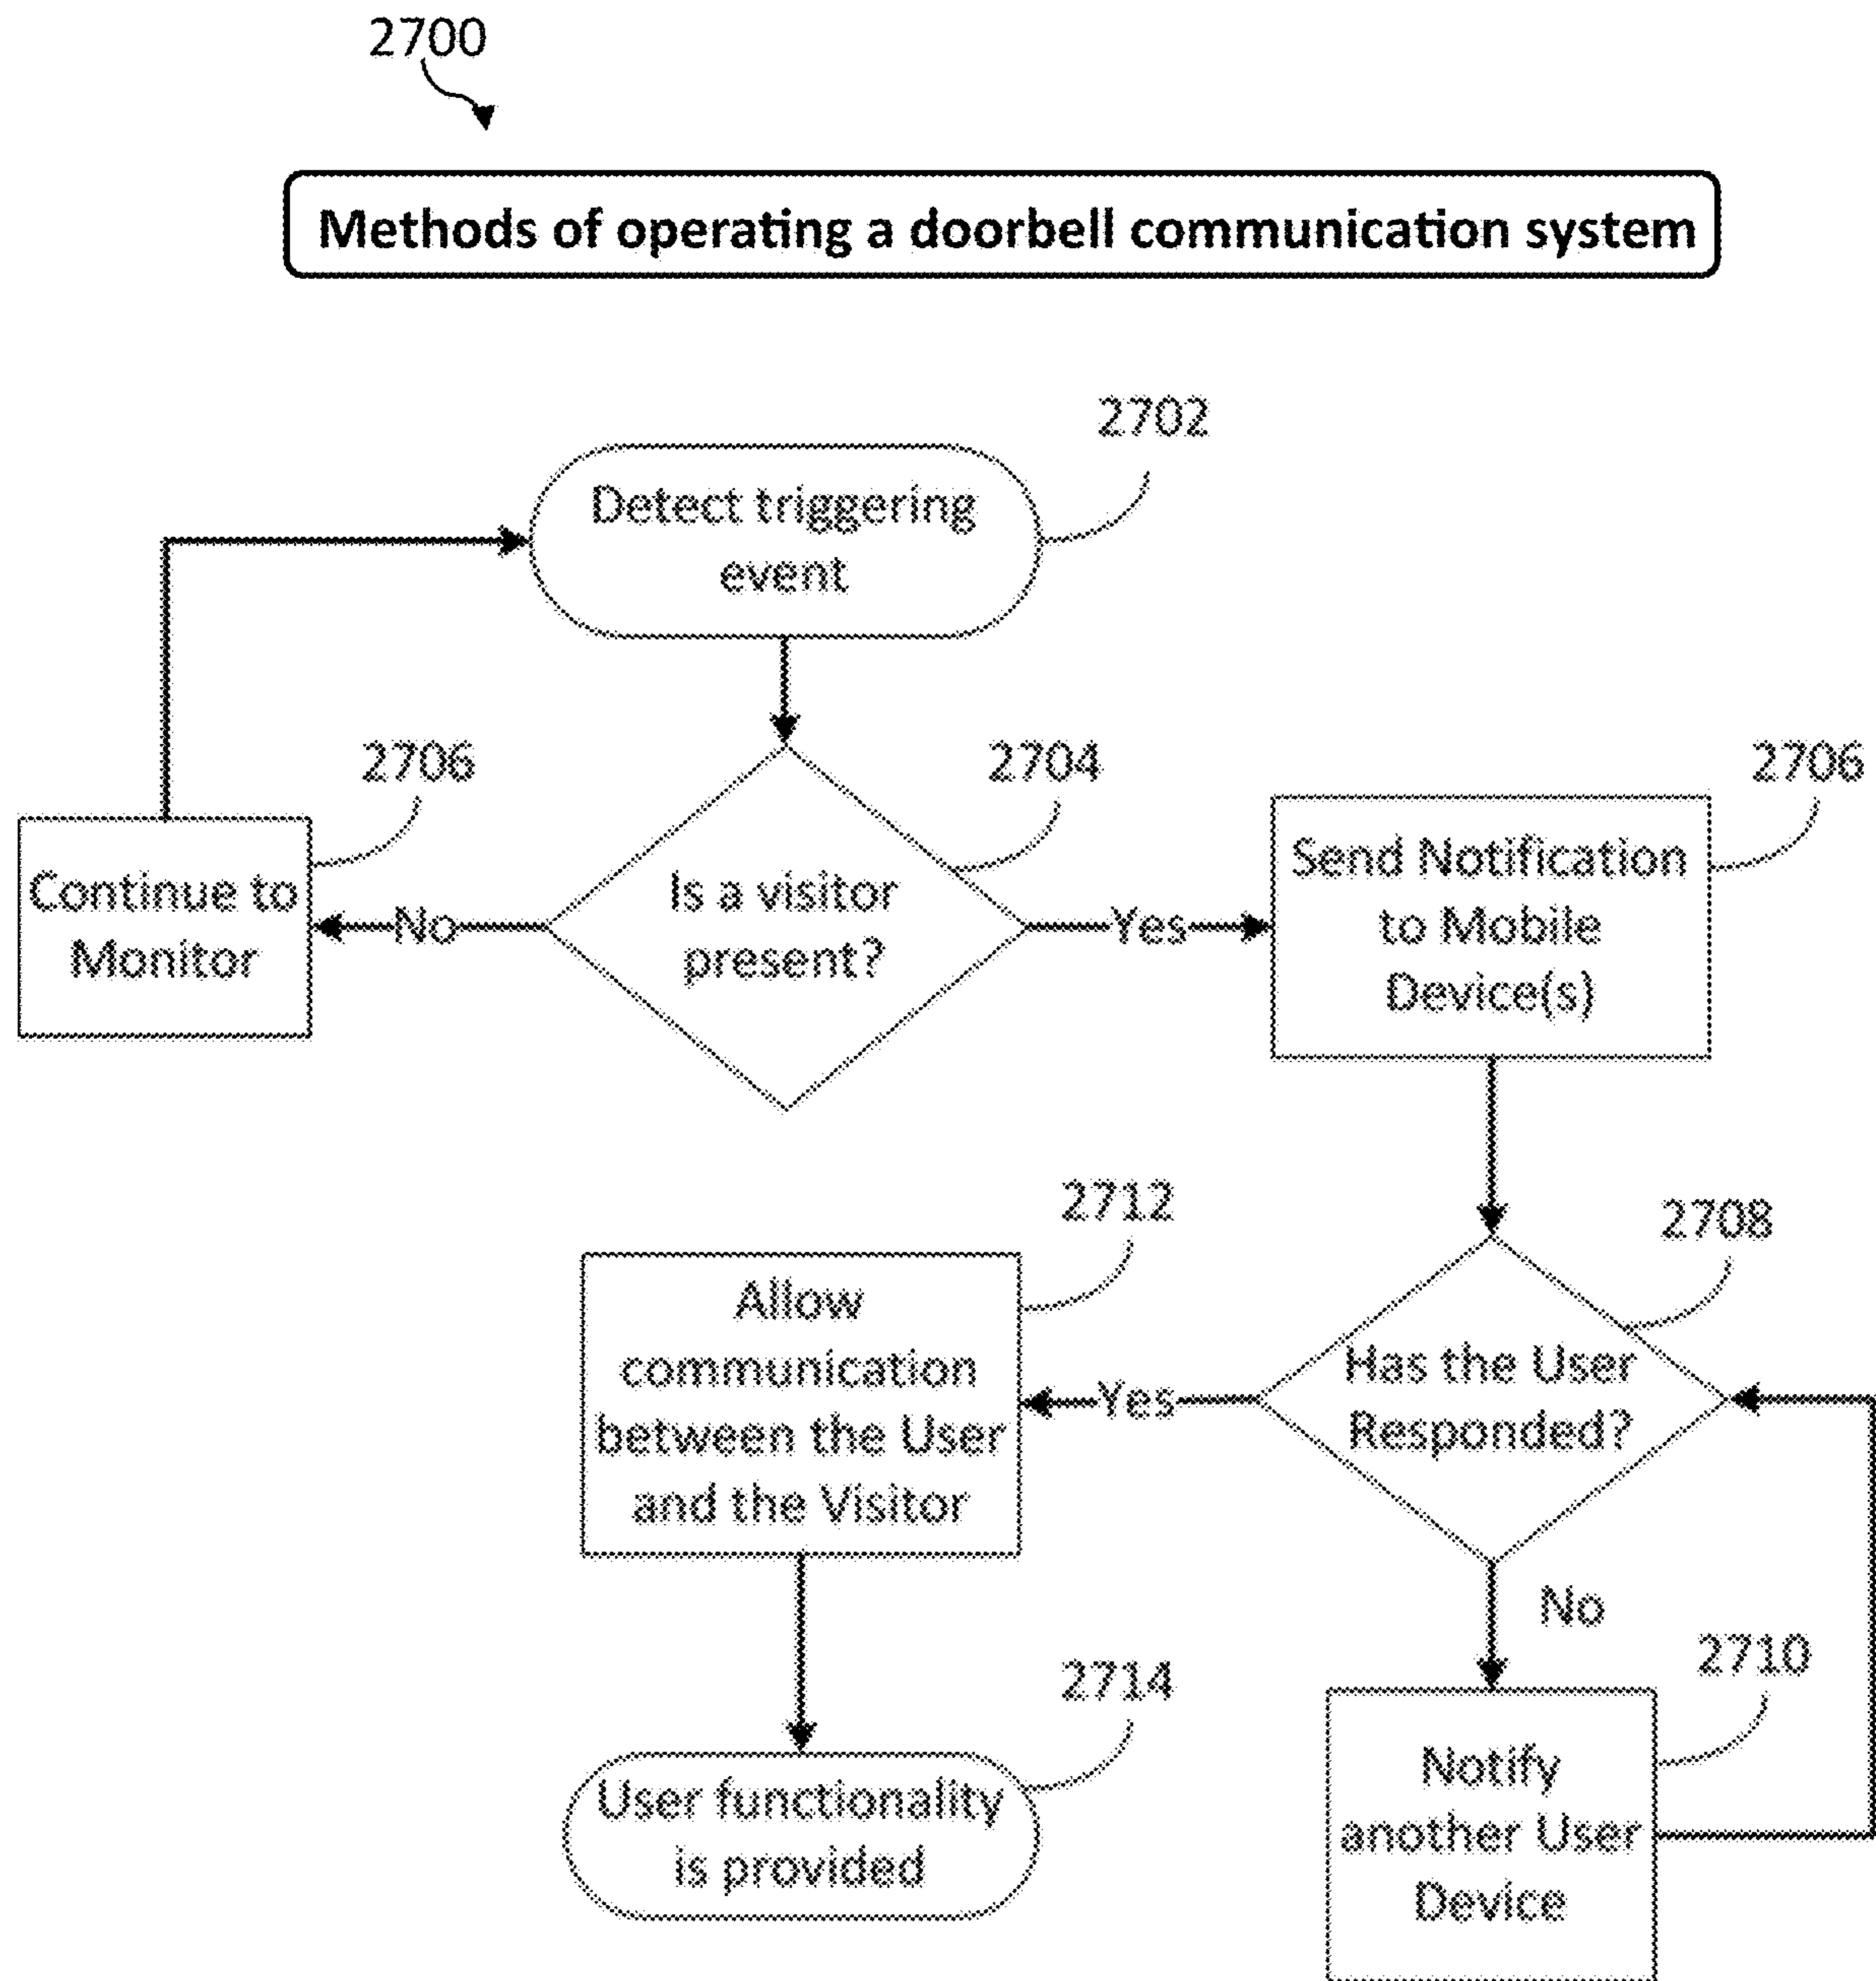 2700
Methods of operating a doorbell communication system
2702
Detect triggering
event
2706
2704
2706
Continue to
Monitor
No
Is a visitor
present?
Yes
Send Notification
to Mobile
Device(s)
2712
2708
Allow
communication
between the User
and the Visitor
Yes
Has the User
Responded?
No
2714
2710
User functionality
is provided
Notify
another User
Device